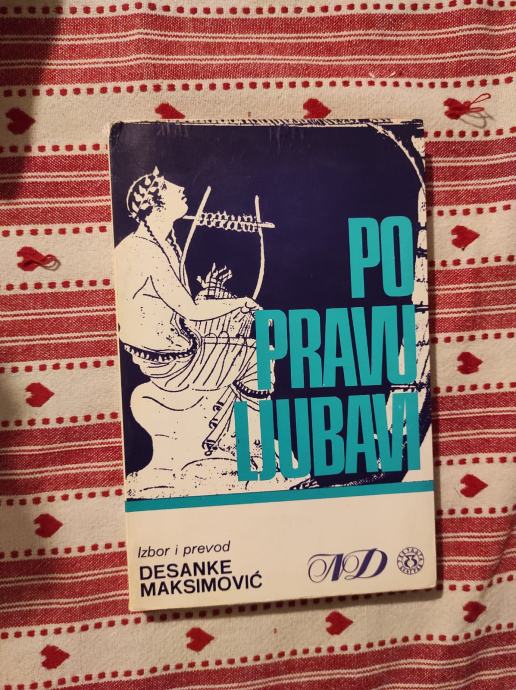 PO
PRAVU
LJUBAVI
Izbor i prevod
DESANKE
MAKSIMOVIĆ
ND